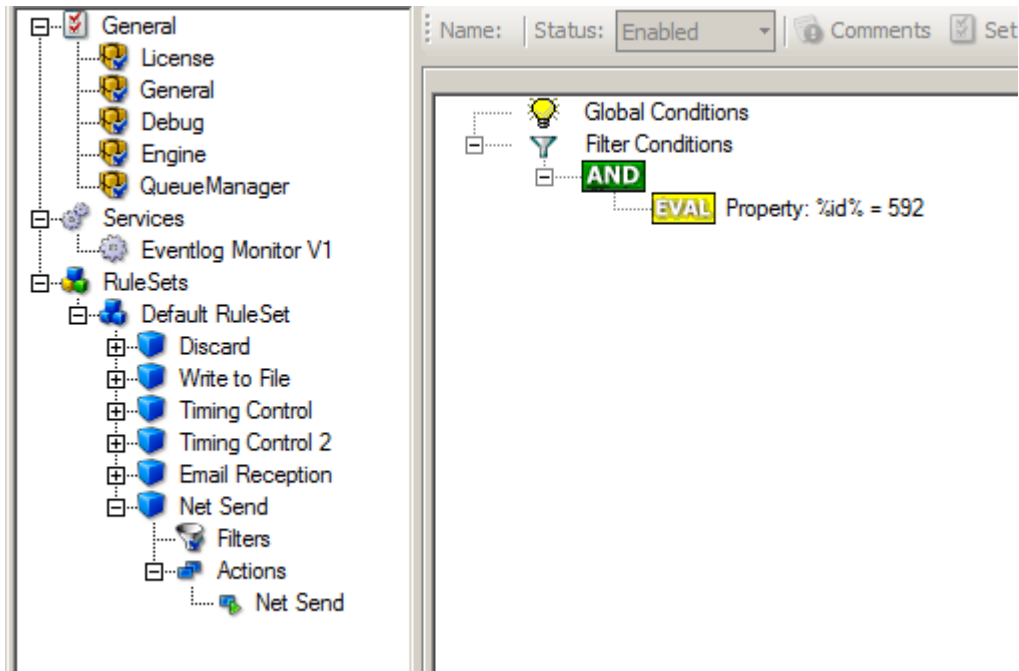 General
License
General
Debug
Engine
QueueManager
Services
Eventlog Monitor V1
RuleSets
Default RuleSet
Discard
Write to File
Timing Control
Timing Control 2
Email Reception
Net Send
Filters
Actions
Net Send
Name: Status: Enabled Comments Set
Global Conditions
Filter Conditions
AND
EVAL Property: %id% = 592